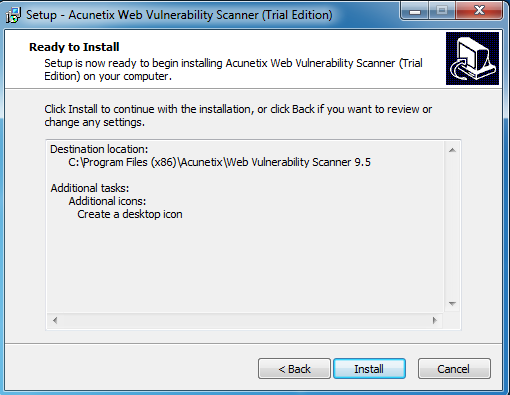 Setup - Acunetix Web Vulnerability Scanner (Trial Edition)
Ready to Install
Setup is now ready to begin installing Acunetix Web Vulnerability Scanner (Trial
Edition) on your computer.
Click Install to continue with the installation, or click Back if you want to review or
change any settings.
Destination location:
C:\Program Files (x86)\Acunetix\Web Vulnerability Scanner 9.5
Additional tasks:
Additional icons:
Create a desktop icon
< Back
Install
Cancel